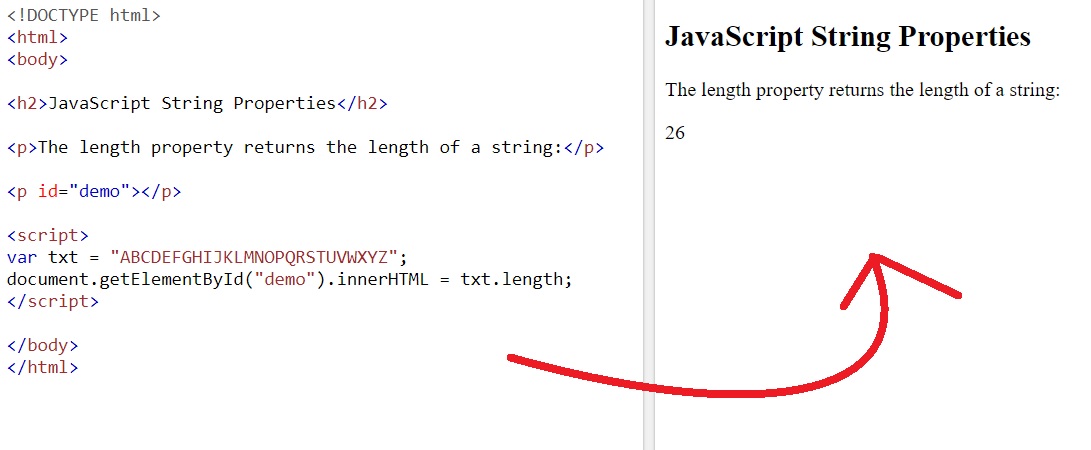 <!DOCTYPE html>
<html>
<body>
<h2>JavaScript String Properties</h2>
<p>The length property returns the length of a string:</p>
<p id="demo"></p>
<script>
var txt = "ABCDEFGHIJKLMNOPQRSTUVWXYZ";
document.getElementById("demo").innerHTML = txt.length;
</script>
</body>
</html>
JavaScript String Properties
The length property returns the length of a string:
26